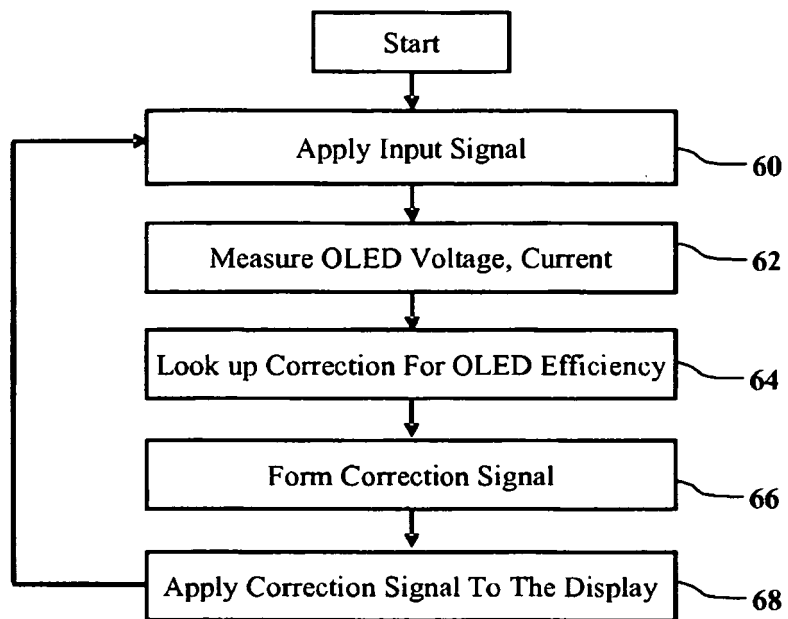 Start
Apply Input Signal
60
Measure OLED Voltage, Current
62
Look up Correction For OLED Efficiency
64
Form Correction Signal
66
Apply Correction Signal To The Display
68